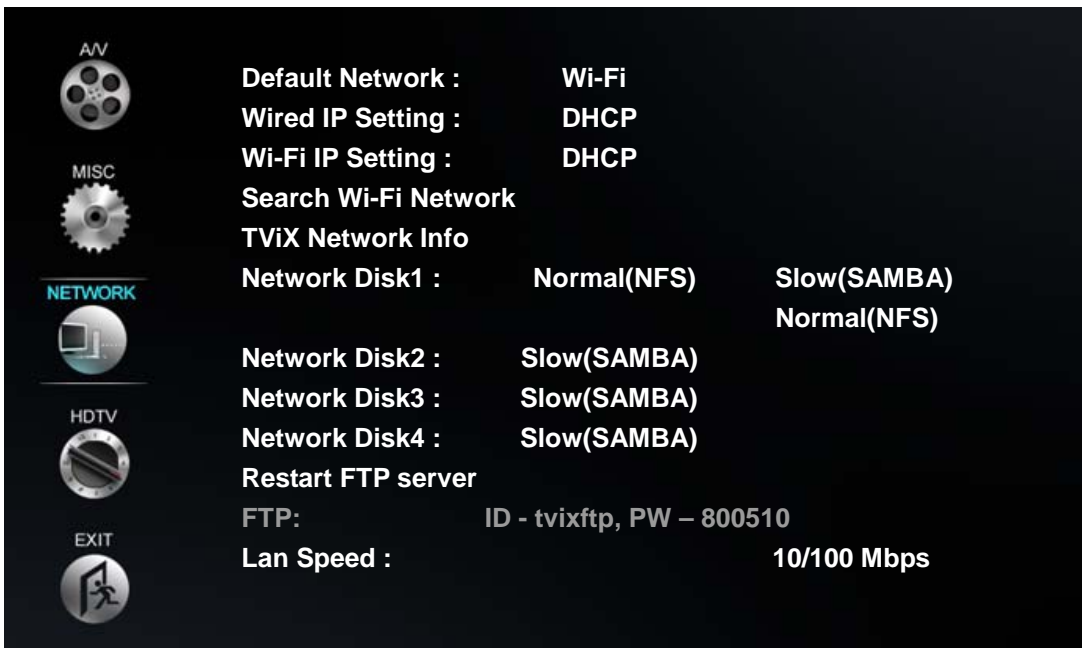 A/V
MISC
NETWORK
HDTV
EXIT
Default Network : Wi-Fi
Wired IP Setting : DHCP
Wi-Fi IP Setting : DHCP
Search Wi-Fi Network
TViX Network Info
Network Disk1 : Normal(NFS) Slow(SAMBA)
Normal(NFS)
Network Disk2 : Slow(SAMBA)
Network Disk3 : Slow(SAMBA)
Network Disk4 : Slow(SAMBA)
Restart FTP server
FTP: ID - tvixftp, PW – 800510
Lan Speed : 10/100 Mbps